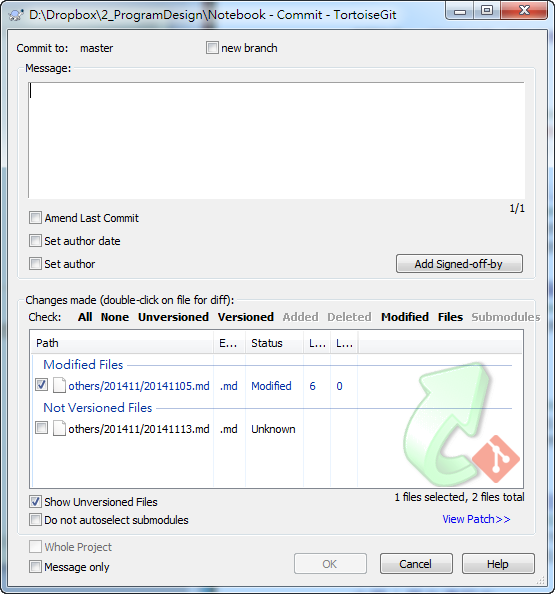 D:\Dropbox\2_ProgramDesign\Notebook - Commit - TortoiseGit
Commit to: master new branch
Message:
1/1
Amend Last Commit
Set author date
Set author Add Signed-off-by
Changes made (double-click on file for diff):
Check: All None Unversioned Versioned Added Deleted Modified Files Submodules
Path E... Status L... L...
Modified Files
others/201411/20141105.md .md Modified 6 0
Not Versioned Files
others/201411/20141113.md .md Unknown
Show Unversioned Files 1 files selected, 2 files total
Do not autoselect submodules View Patch>>
Whole Project
Message only OK Cancel Help